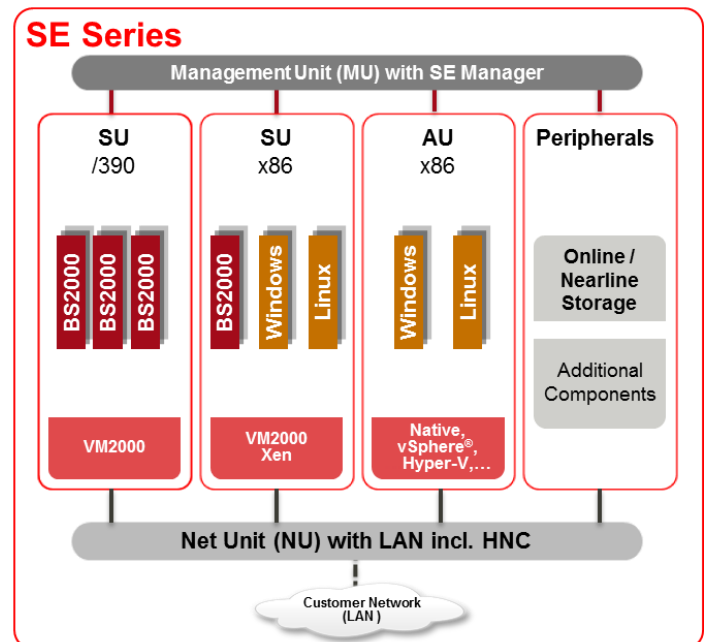 SE Series
Management Unit (MU) with SE Manager
SU
/390
BS2000
BS2000
BS2000
VM2000
SU
x86
BS2000
Windows
Linux
VM2000
Xen
AU
x86
Windows
Linux
Native,
vSphere®,
Hyper-V,...
Peripherals
Online /
Nearline
Storage
Additional
Components
Net Unit (NU) with LAN incl. HNC
Customer Network
(LAN )